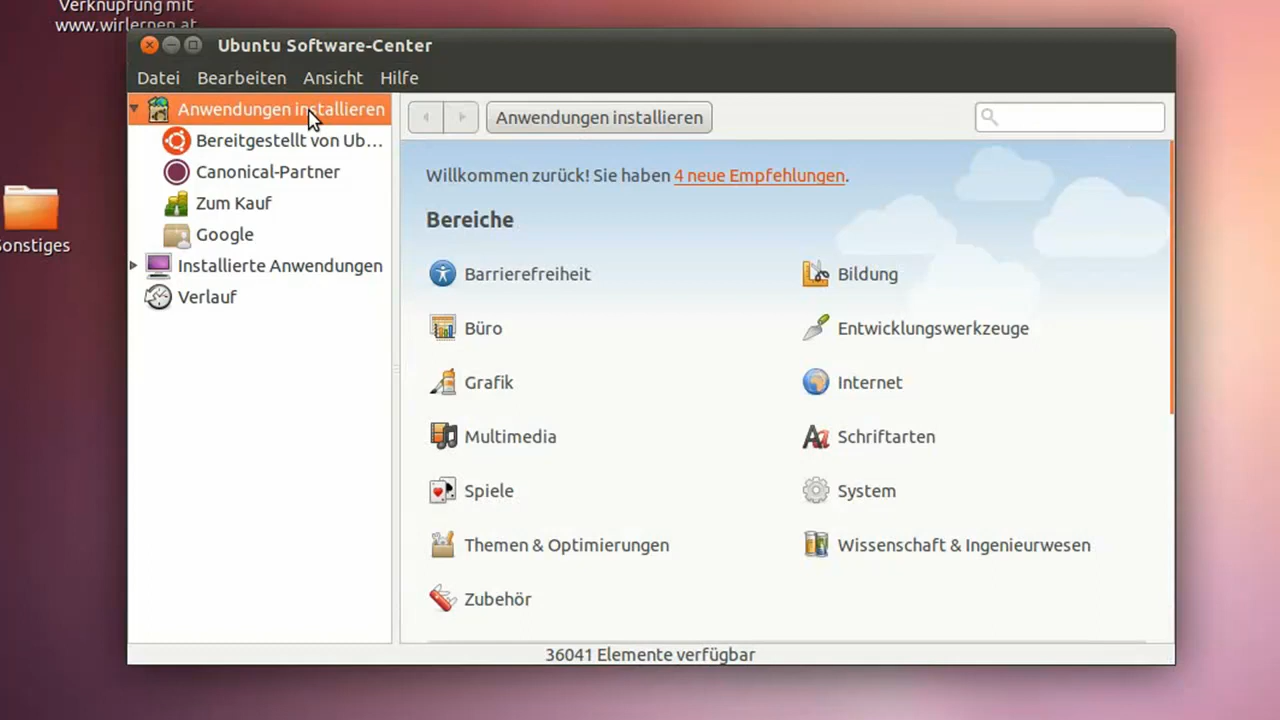 Verknüpfung mit
www.wirlernen.at
Ubuntu Software-Center
Datei Bearbeiten Ansicht Hilfe
Anwendungen installieren
Bereitgestellt von Ub...
Canonical-Partner
Zum Kauf
Google
Installierte Anwendungen
Verlauf
Sonstiges
Anwendungen installieren
Willkommen zurück! Sie haben 4 neue Empfehlungen.
Bereiche
Barrierefreiheit
Bildung
Büro
Entwicklungswerkzeuge
Grafik
Internet
Multimedia
Schriftarten
Spiele
System
Themen & Optimierungen
Wissenschaft & Ingenieurwesen
Zubehör
36041 Elemente verfügbar